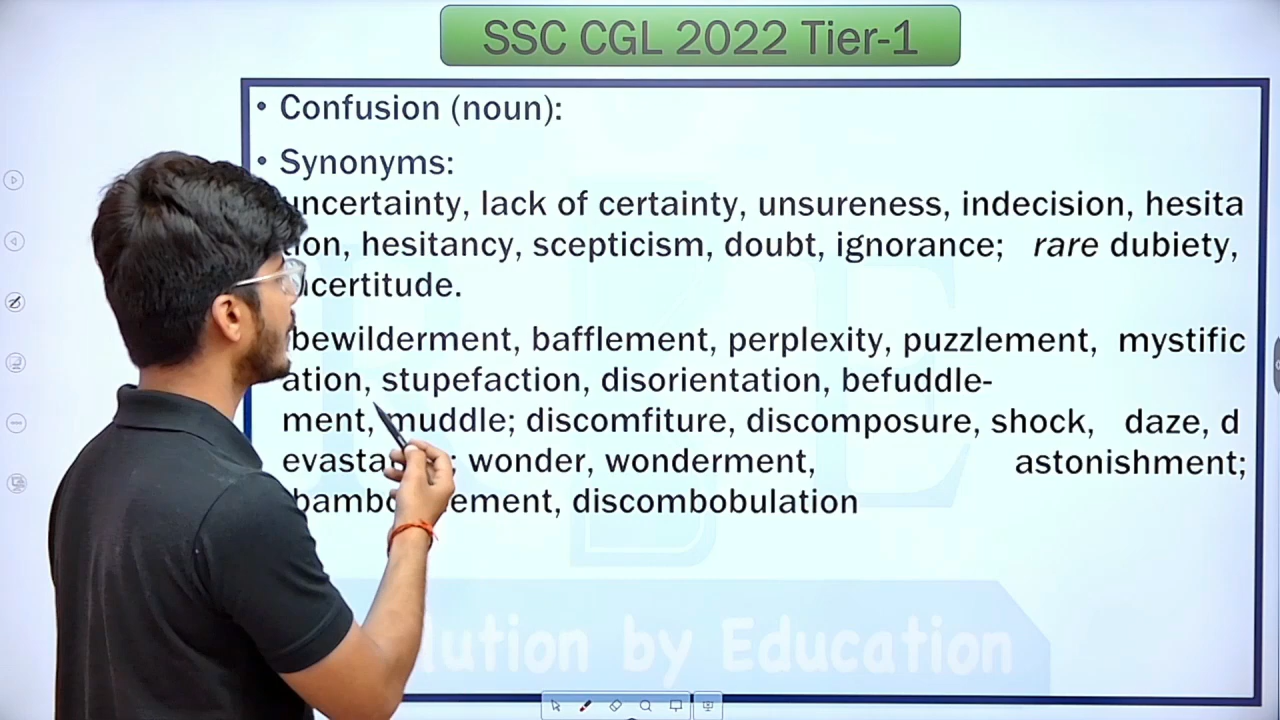 SSC CGL 2022 Tier-1
• Confusion (noun):
• Synonyms:
uncertainty, lack of certainty, unsureness, indecision, hesita
tion, hesitancy, scepticism, doubt, ignorance; rare dubiety,
incertitude.
bewilderment, bafflement, perplexity, puzzlement, mystific
ation, stupefaction, disorientation, befuddle-
ment, muddle; discomfiture, discomposure, shock, daze, d
evasta ; wonder, wonderment, astonishment;
bambo ement, discombobulation
lution by Education